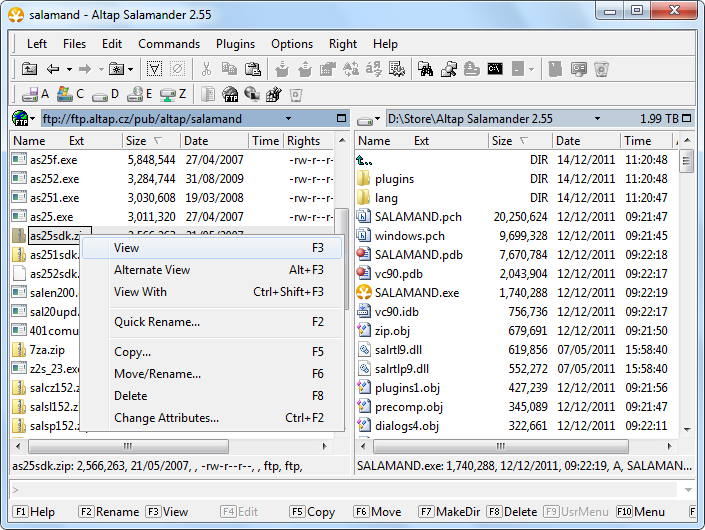 salamand - Altap Salamander 2.55
Left Files Edit Commands Plugins Options Right Help
A C D E Z
ftp://ftp.altap.cz/pub/altap/salamand
Name Ext Size Date Time Rights
as25f.exe 5,848,544 27/04/2007 -rw-r--r-
as252.exe 3,284,744 31/08/2009 -rw-r--r-
as251.exe 3,030,608 19/03/2008 -rw-r--r-
as25.exe 3,011,320 27/04/2007 -rw-r--r-
as25sdk.zip 2,566,263 21/05/2007
as251sdk.
as252sdk.
salen200.
sal20upd.
401comu
7za.zip
z2s_23.ex
salcz152.z
salsl152.z
salsp152.z
View F3
Alternate View Alt+F3
View With Ctrl+Shift+F3
Quick Rename... F2
Copy... F5
Move/Rename... F6
Delete F8
Change Attributes... Ctrl+F2
as25sdk.zip: 2,566,263, 21/05/2007, , -rw-r--r--, , ftp, ftp,
D:\Store\Altap Salamander 2.55 1.99 TB
Name Ext Size Date Time A
.. DIR 14/12/2011 11:20:48
plugins DIR 14/12/2011 11:20:48
lang DIR 14/12/2011 11:20:47
SALAMAND.pch 20,250,624 12/12/2011 09:21:47
windows.pch 9,699,328 12/12/2011 09:21:45
SALAMAND.pdb 7,670,784 12/12/2011 09:22:18
vc90.pdb 2,043,904 12/12/2011 09:22:17
SALAMAND.exe 1,740,288 12/12/2011 09:22:19
vc90.idb 756,736 12/12/2011 09:22:17
zip.obj 679,691 12/12/2011 09:21:50
salrtl9.dll 619,856 07/05/2011 15:58:40
salrtlp9.dll 552,272 07/05/2011 15:58:40
plugins1.obj 427,239 12/12/2011 09:21:56
precomp.obj 345,089 12/12/2011 09:21:47
dialogs4.obj 322,661 12/12/2011 09:22:11
SALAMAND.exe: 1,740,288, 12/12/2011, 09:22:19, A, SALAMAN...
>
F1 Help F2 Rename F3 View F4 Edit F5 Copy F6 Move F7 MakeDir F8 Delete F9 UsrMenu F10 Menu F